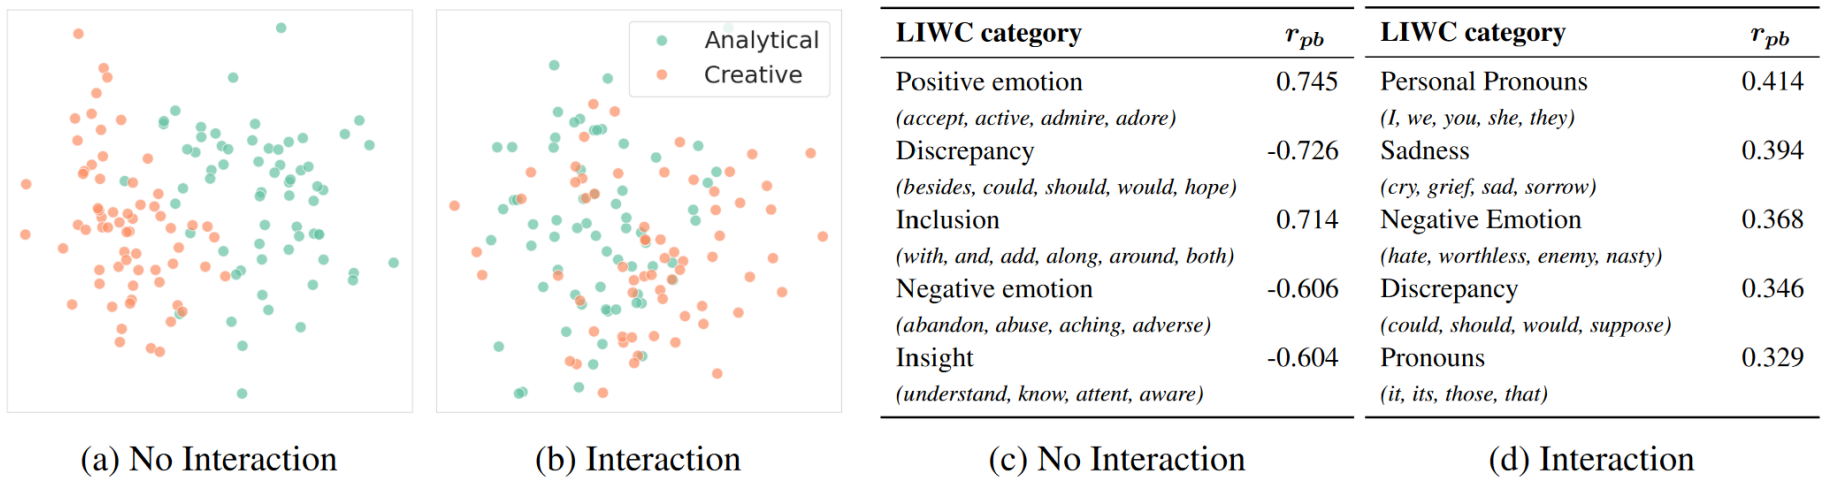 Analytical
Creative
(a) No Interaction
(b) Interaction
LIWC category r_pb
Positive emotion 0.745
(accept, active, admire, adore)
Discrepancy -0.726
(besides, could, should, would, hope)
Inclusion 0.714
(with, and, add, along, around, both)
Negative emotion -0.606
(abandon, abuse, aching, adverse)
Insight -0.604
(understand, know, attent, aware)
(c) No Interaction
LIWC category r_pb
Personal Pronouns 0.414
(I, we, you, she, they)
Sadness 0.394
(cry, grief, sad, sorrow)
Negative Emotion 0.368
(hate, worthless, enemy, nasty)
Discrepancy 0.346
(could, should, would, suppose)
Pronouns 0.329
(it, its, those, that)
(d) Interaction